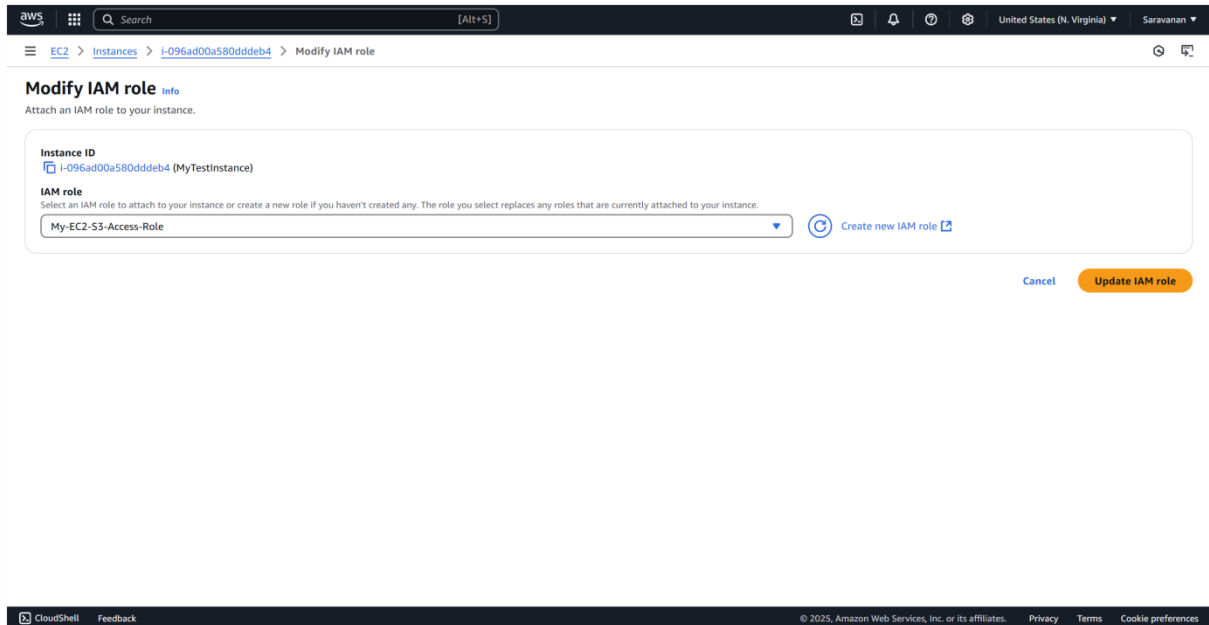 aws Search [Alt+S] United States (N. Virginia) Saravanan
EC2 > Instances > i-096ad00a580dddeb4 > Modify IAM role
Modify IAM role Info
Attach an IAM role to your instance.
Instance ID
i-096ad00a580dddeb4 (MyTestInstance)
IAM role
Select an IAM role to attach to your instance or create a new role if you haven't created any. The role you select replaces any roles that are currently attached to your instance.
My-EC2-S3-Access-Role Create new IAM role
Cancel Update IAM role
CloudShell Feedback © 2025, Amazon Web Services, Inc. or its affiliates. Privacy Terms Cookie preferences